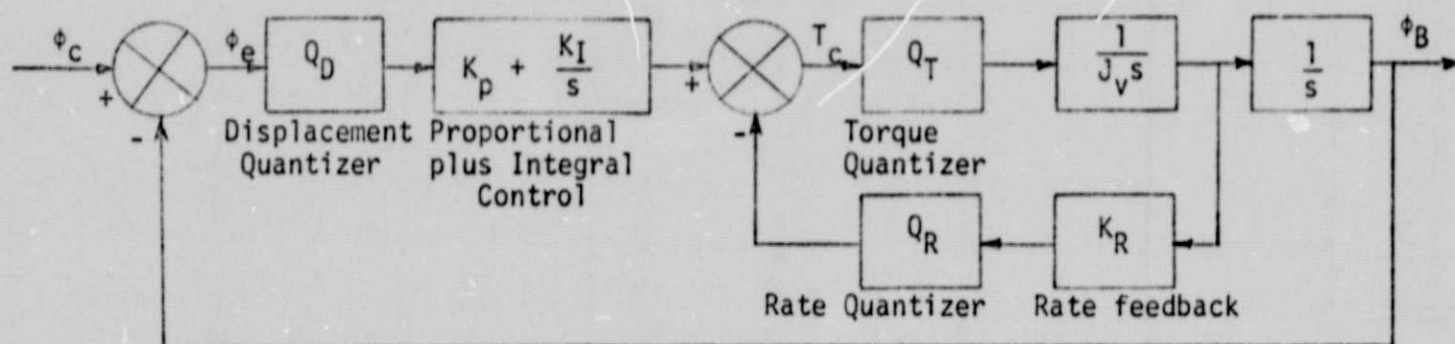 ϕc
+
-
ϕe
QD
Displacement
Quantizer
Kp + KI/s
Proportional
plus Integral
Control
+
-
Tc
QT
Torque
Quantizer
1/Jvs
1/s
ϕB
QR
Rate Quantizer
KR
Rate feedback